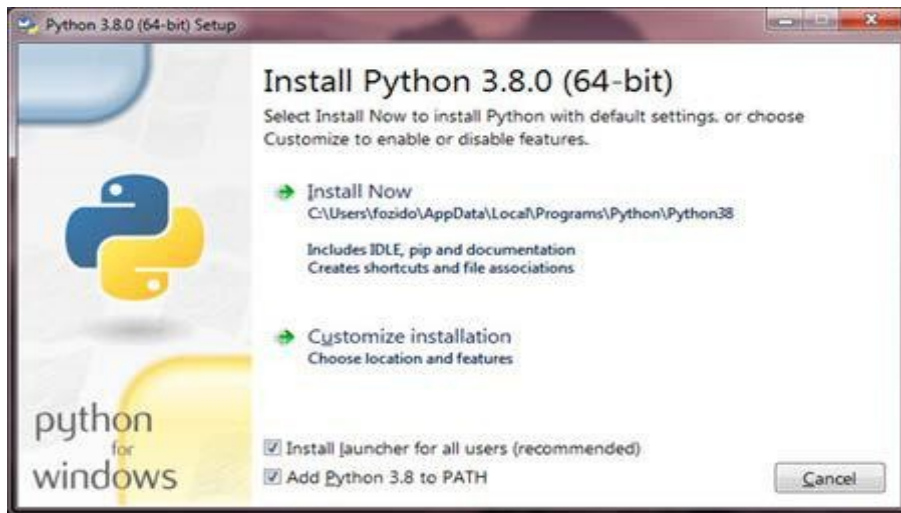 Python 3.8.0 (64-bit) Setup
Install Python 3.8.0 (64-bit)
Select Install Now to install Python with default settings, or choose
Customize to enable or disable features.
Install Now
C:\Users\fozido\AppData\Local\Programs\Python\Python38
Includes IDLE, pip and documentation
Creates shortcuts and file associations
Customize installation
Choose location and features
python
for
windows
Install launcher for all users (recommended)
Add Python 3.8 to PATH
Cancel